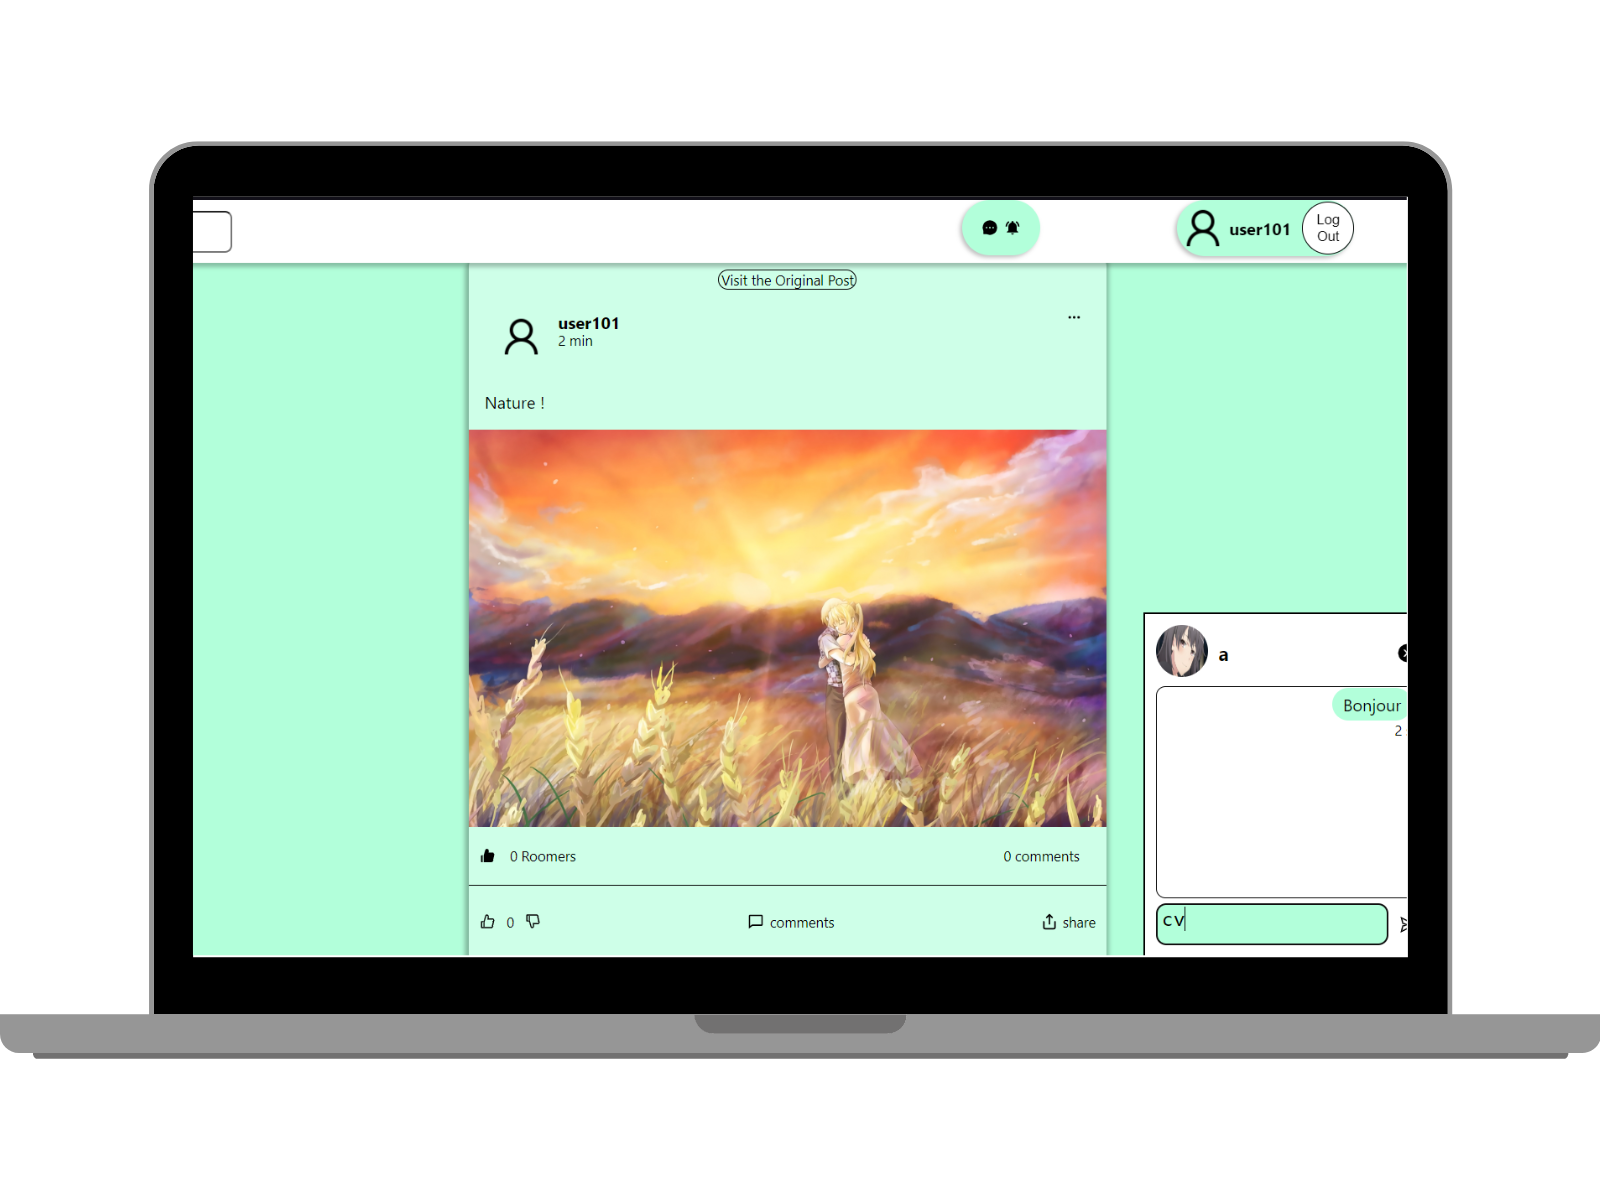 user101
Log
Out
Visit the Original Post
user101
2 min
Nature !
a
Bonjour
2
0 Roomers
0 comments
0
comments
share
cv